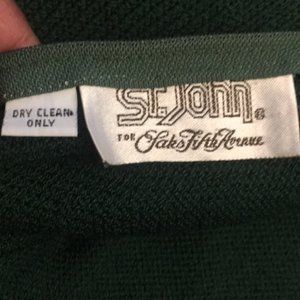 DRY CLEAN
ONLY
St. John®
FOR
Saks Fifth Avenue